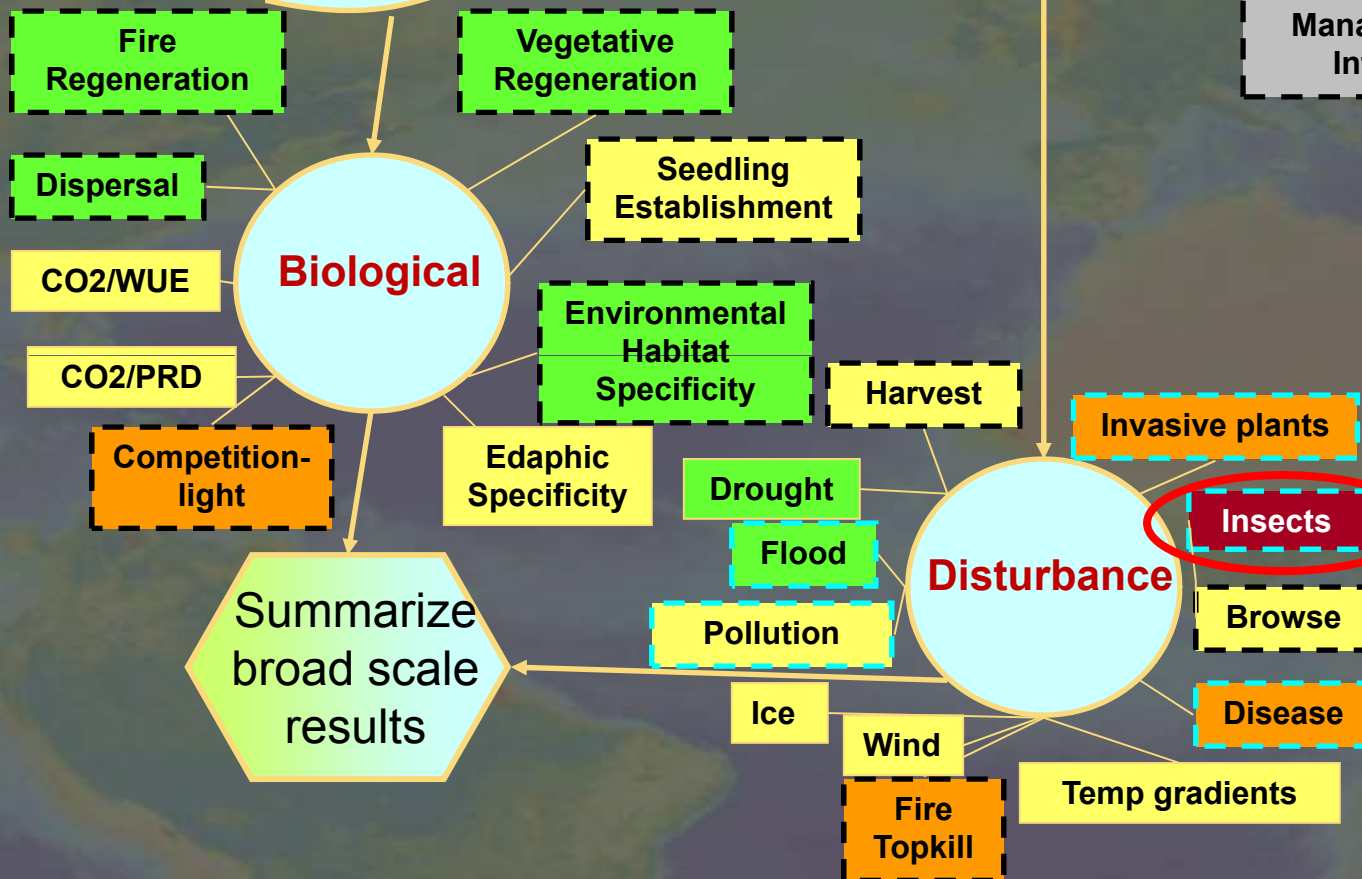 Fire
Regeneration
Vegetative
Regeneration
Dispersal
Seedling
Establishment
CO2/WUE
Biological
Environmental
Habitat
Specificity
CO2/PRD
Competition-
light
Edaphic
Specificity
Harvest
Invasive plants
Drought
Insects
Flood
Disturbance
Pollution
Browse
Summarize
broad scale
results
Ice
Disease
Wind
Temp gradients
Fire
Topkill